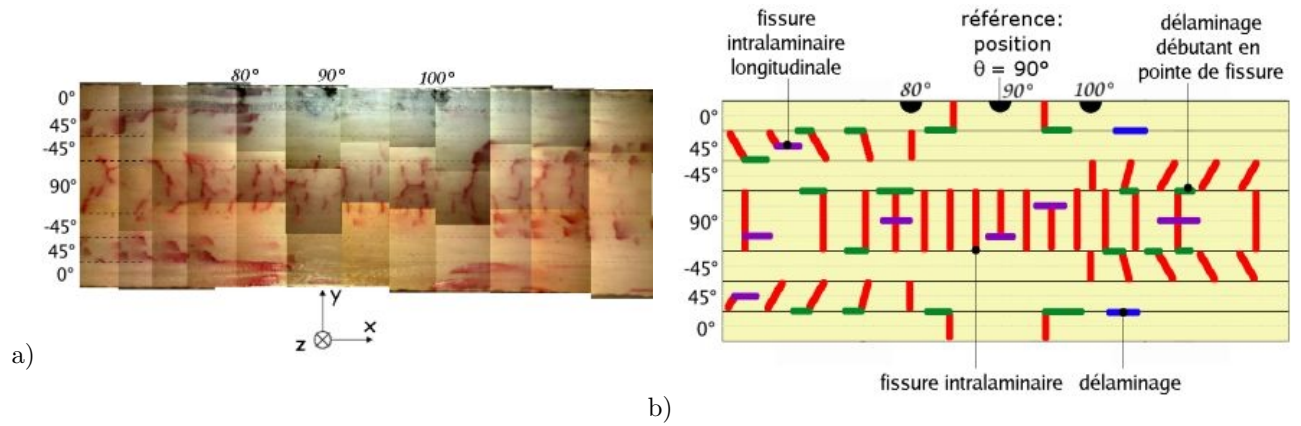 80° 90° 100°
0°
45°
-45°
90°
-45°
45°
0°
y
x
z
a)
fissure
intralaminaire
longitudinale
référence:
position
θ = 90°
délaminage
débutant en
pointe de fissure
80° 90° 100°
0°
45°
-45°
90°
-45°
45°
0°
fissure intralaminaire délaminage
b)